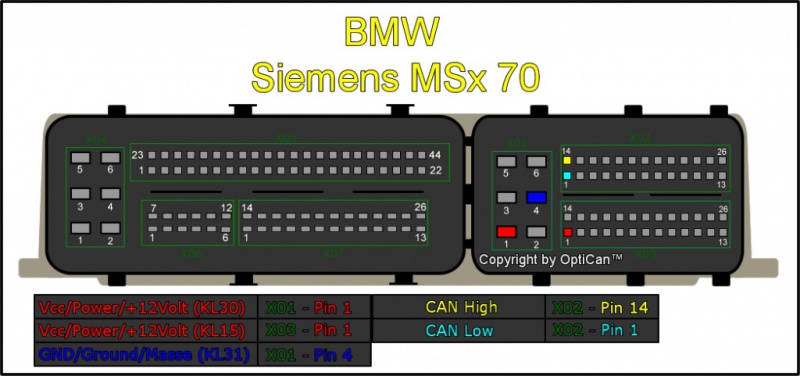 BMW
Siemens MSx 70
X04
X05
X01
X02
5 6
3 4
1 2
23 44
1 22
7 12
1 6
X06
14 26
1 13
X07
5 6
3 4
1 2
14 26
1 13
14 26
1 13
X03
Copyright by OptiCan™
Vcc/Power/+12Volt (KL30) X01 - Pin 1 CAN High X02 - Pin 14
Vcc/Power/+12Volt (KL15) X03 - Pin 1 CAN Low X02 - Pin 1
GND/Ground/Masse (KL31) X01 - Pin 4